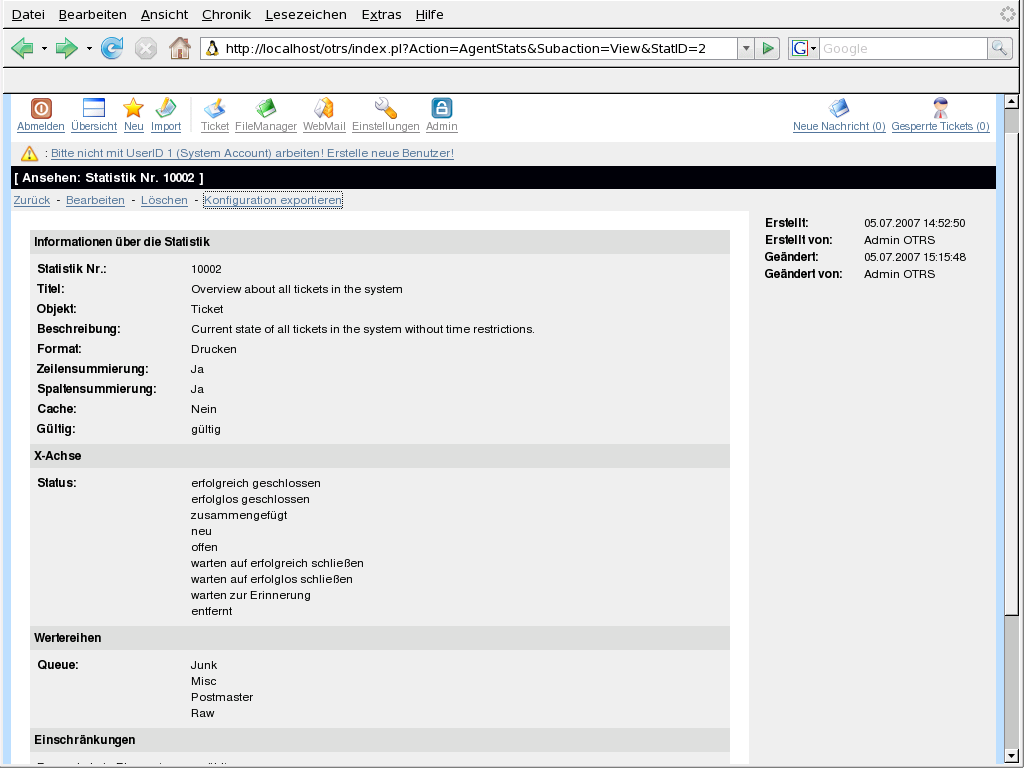 Datei Bearbeiten Ansicht Chronik Lesezeichen Extras Hilfe
http://localhost/otrs/index.pl?Action=AgentStats&Subaction=View&StatID=2
G Google
Abmelden Übersicht Neu Import Ticket FileManager WebMail Einstellungen Admin Neue Nachricht (0) Gesperrte Tickets (0)
: Bitte nicht mit UserID 1 (System Account) arbeiten! Erstelle neue Benutzer!
[ Ansehen: Statistik Nr. 10002 ]
Zurück - Bearbeiten - Löschen - Konfiguration exportieren
Informationen über die Statistik
Statistik Nr.: 10002
Titel: Overview about all tickets in the system
Objekt: Ticket
Beschreibung: Current state of all tickets in the system without time restrictions.
Format: Drucken
Zeilensummierung: Ja
Spaltensummierung: Ja
Cache: Nein
Gültig: gültig
X-Achse
Status: erfolgreich geschlossen
erfolglos geschlossen
zusammengefügt
neu
offen
warten auf erfolgreich schließen
warten auf erfolglos schließen
warten zur Erinnerung
entfernt
Wertereihen
Queue: Junk
Misc
Postmaster
Raw
Einschränkungen
Erstellt: 05.07.2007 14:52:50
Erstellt von: Admin OTRS
Geändert: 05.07.2007 15:15:48
Geändert von: Admin OTRS